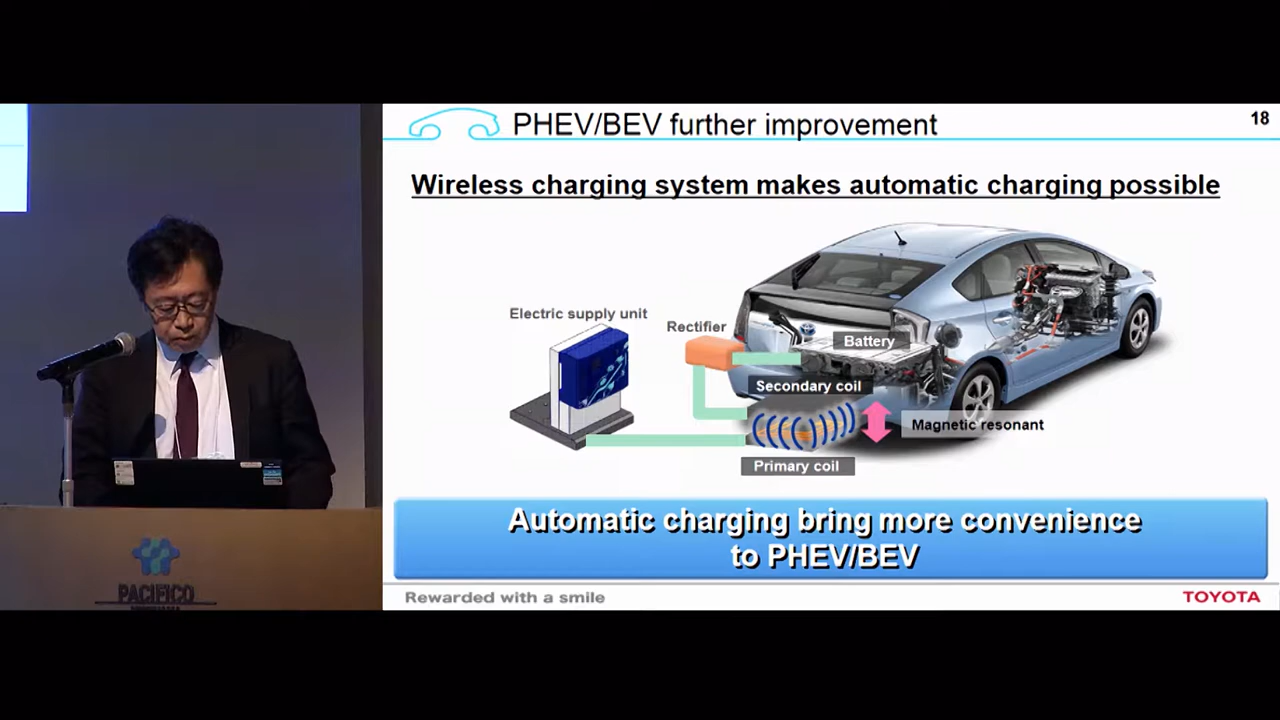 PHEV/BEV further improvement
18
Wireless charging system makes automatic charging possible
Electric supply unit
Rectifier
Battery
Secondary coil
Magnetic resonant
Primary coil
Automatic charging bring more convenience
to PHEV/BEV
Rewarded with a smile
TOYOTA
PACIFICO